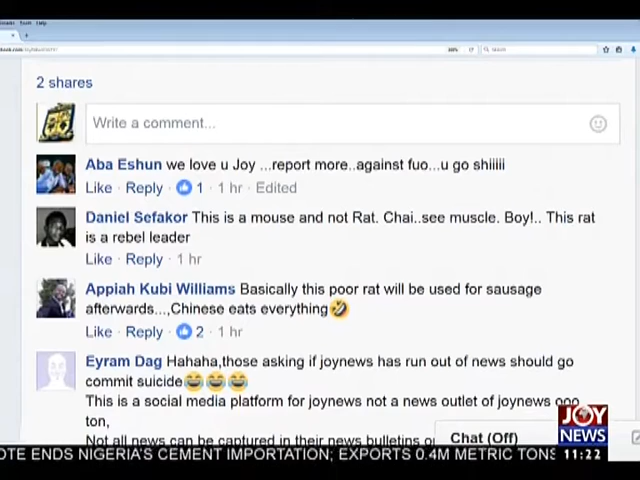 Tools Help
2 shares
Write a comment...
Aba Eshun we love u Joy ...report more..against fuo...u go shiiiii
Like · Reply · 1 · 1 hr · Edited
Daniel Sefakor This is a mouse and not Rat. Chai..see muscle. Boy!.. This rat
is a rebel leader
Like · Reply · 1 hr
Appiah Kubi Williams Basically this poor rat will be used for sausage
afterwards...,Chinese eats everything🤣
Like · Reply · 2 · 1 hr
Eyram Dag Hahaha,those asking if joynews has run out of news should go
commit suicide😂😂😂
This is a social media platform for joynews not a news outlet of joynews ooo
ton,
Not all news can be captured in their news bulletins
Chat (Off)
JOY
NEWS
OTE ENDS NIGERIA'S CEMENT IMPORTATION; EXPORTS 0.4M METRIC TONS
11:22